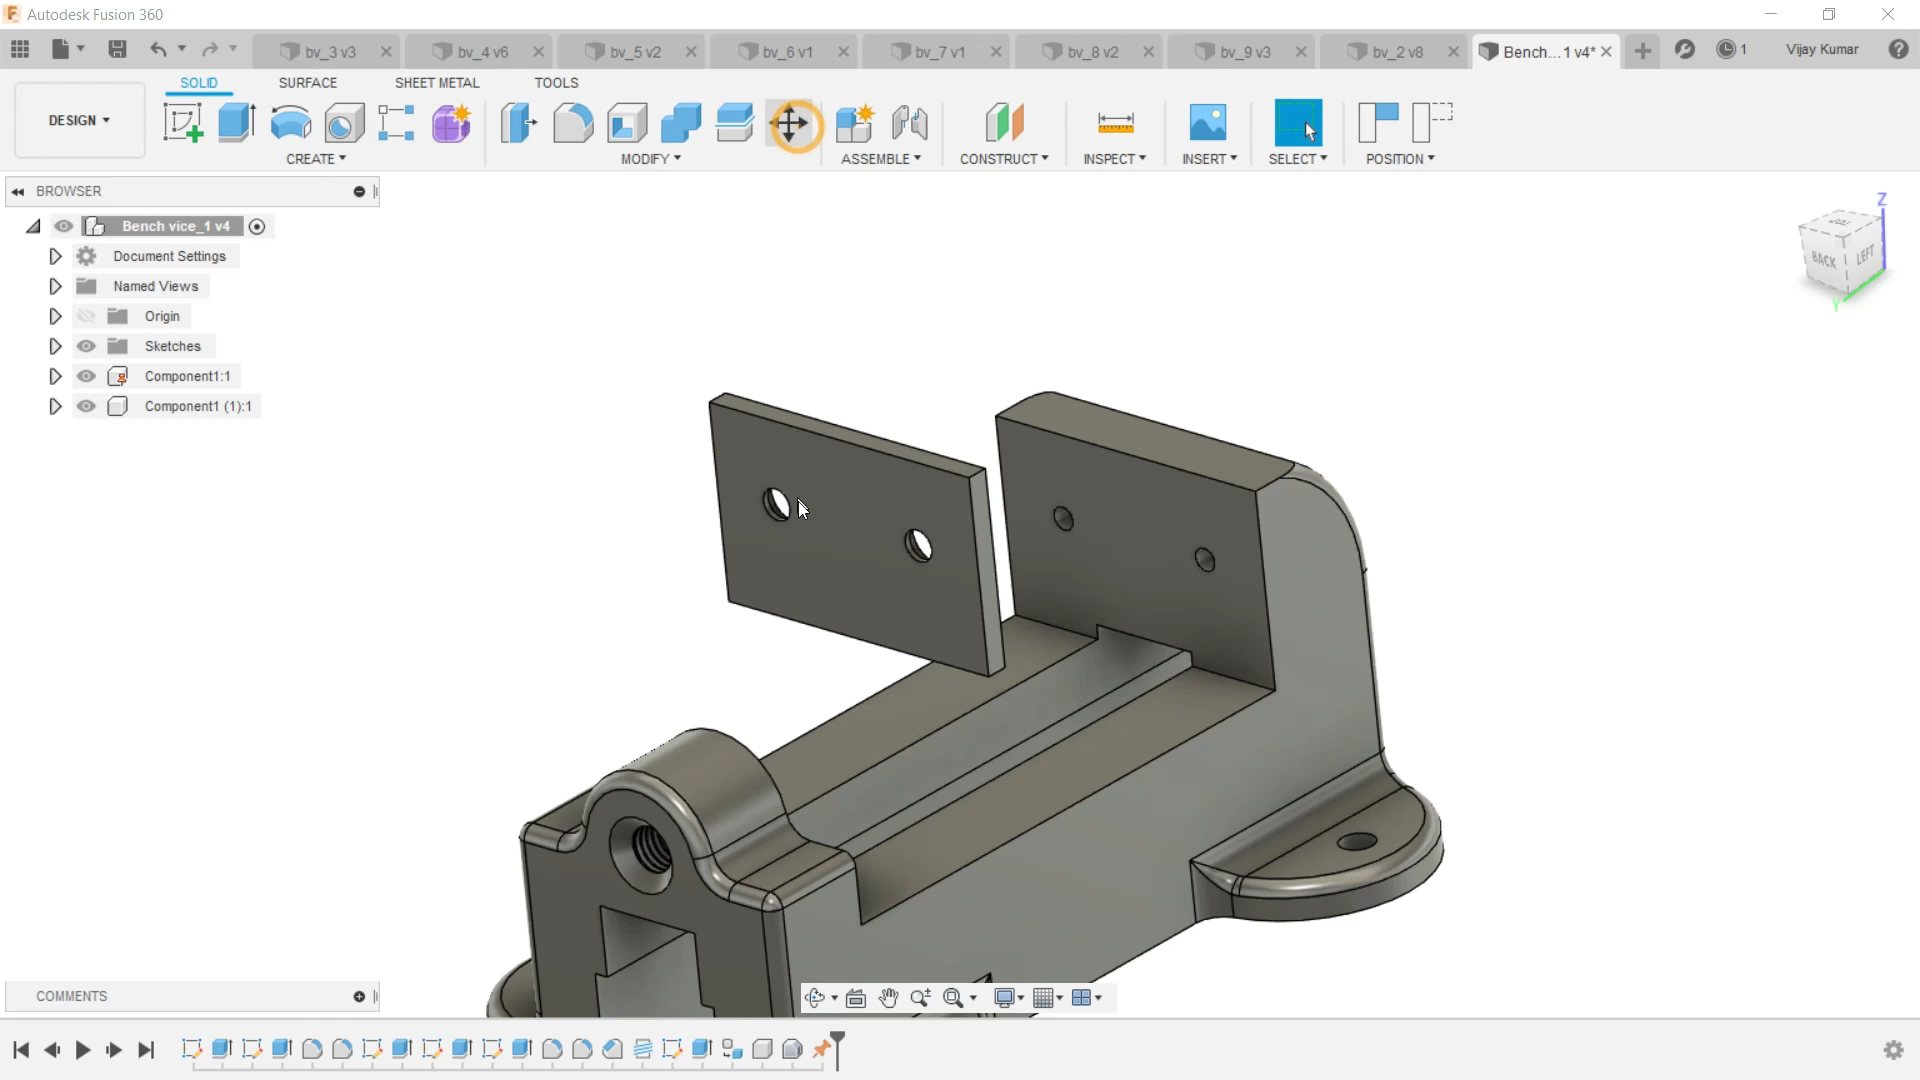 Autodesk Fusion 360
bv_3 v3
bv_4 v6
bv_5 v2
bv_6 v1
bv_7 v1
bv_8 v2
bv_9 v3
bv_2 v8
Bench...1 v4*
1
Vijay Kumar
DESIGN
SOLID
SURFACE
SHEET METAL
TOOLS
CREATE
MODIFY
ASSEMBLE
CONSTRUCT
INSPECT
INSERT
SELECT
POSITION
BROWSER
Bench vice_1 v4
Document Settings
Named Views
Origin
Sketches
Component1:1
Component1 (1):1
Z
TOP
BACK
LEFT
Y
COMMENTS